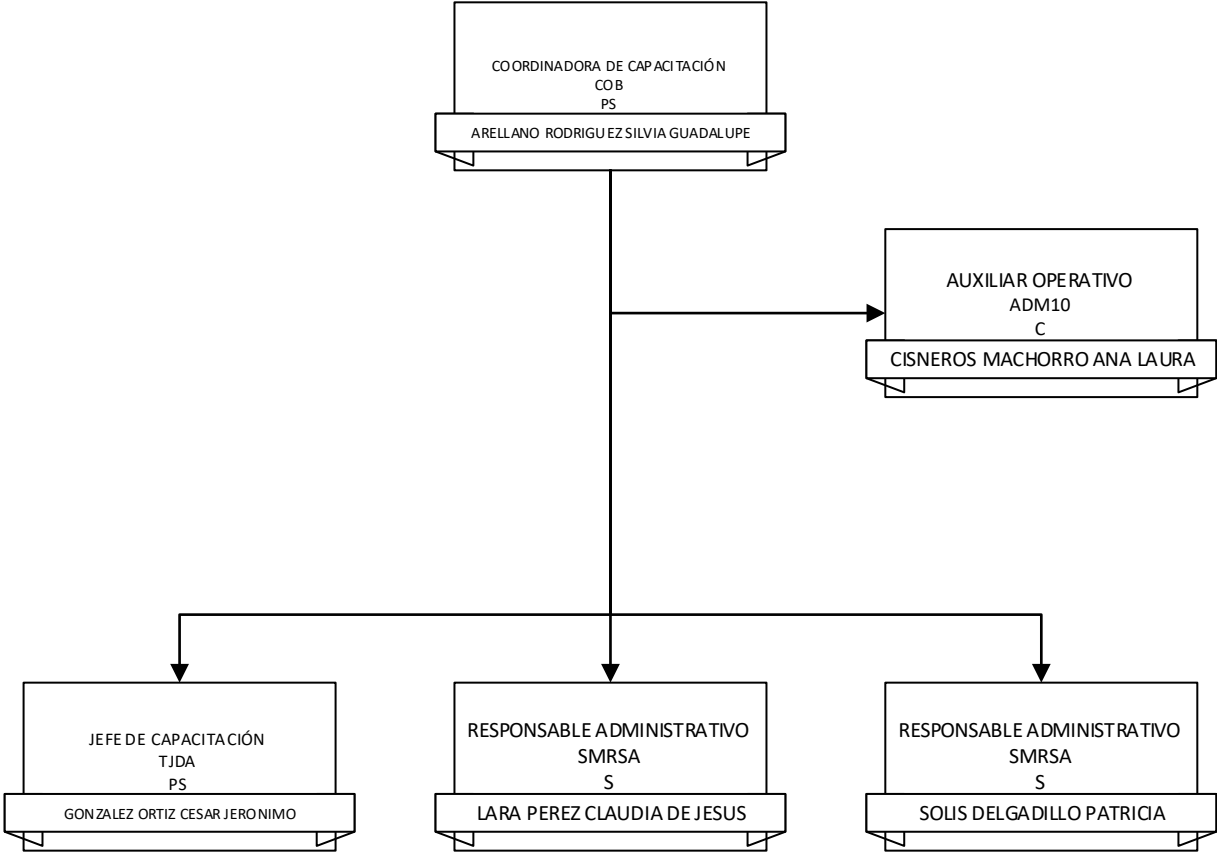 COORDINADORA DE CAPACITACIÓN
COB
PS
ARELLANO RODRIGUEZ SILVIA GUADALUPE
AUXILIAR OPERATIVO
ADM10
C
CISNEROS MACHORRO ANA LAURA
JEFE DE CAPACITACIÓN
TJDA
PS
GONZALEZ ORTIZ CESAR JERONIMO
RESPONSABLE ADMINISTRATIVO
SMRSA
S
LARA PEREZ CLAUDIA DE JESUS
RESPONSABLE ADMINISTRATIVO
SMRSA
S
SOLIS DELGADILLO PATRICIA